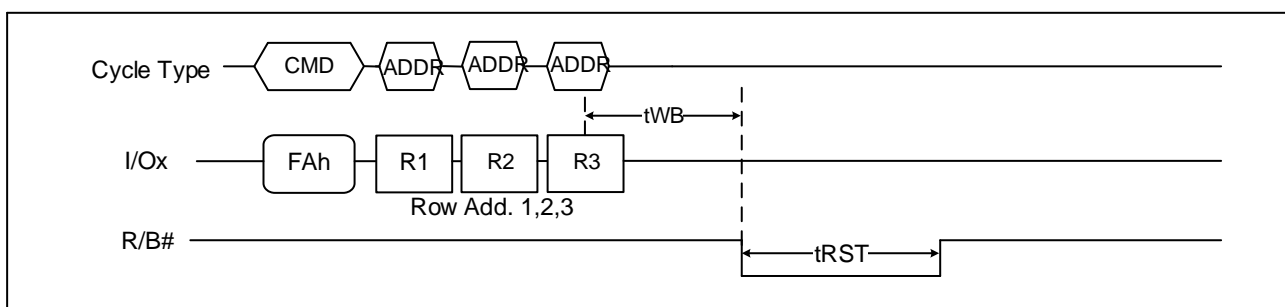 Cycle Type CMD ADDR ADDR ADDR
tWB
I/Ox FAh R1 R2 R3
Row Add. 1,2,3
R/B#
tRST